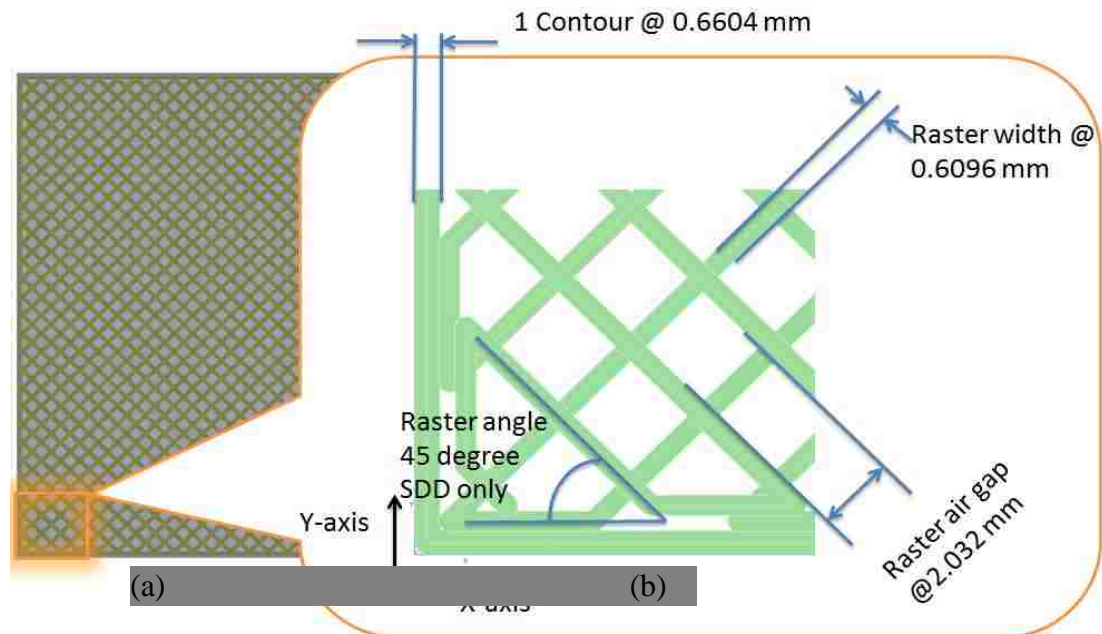 1 Contour @ 0.6604 mm
Raster width @
0.6096 mm
Raster angle
45 degree
SDD only
Raster air gap
@2.032 mm
Y-axis
X-axis
(a)
(b)